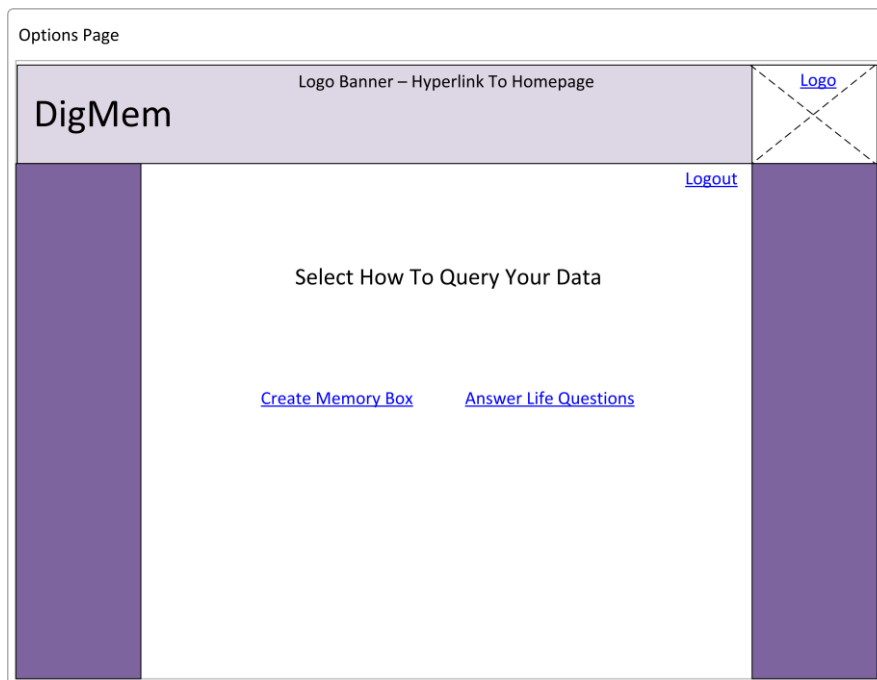 Options Page
Logo Banner – Hyperlink To Homepage
Logo
DigMem
Logout
Select How To Query Your Data
Create Memory Box
Answer Life Questions